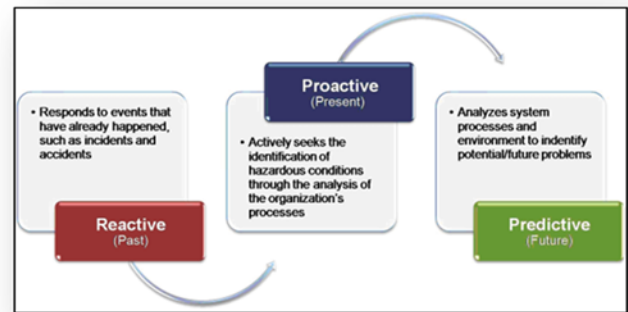 • Responds to events that
have already happened,
such as incidents and
accidents
Reactive
(Past)
Proactive
(Present)
• Actively seeks the
identification of
hazardous conditions
through the analysis of
the organization's
processes
• Analyzes system
processes and
environment to indentify
potential/future problems
Predictive
(Future)